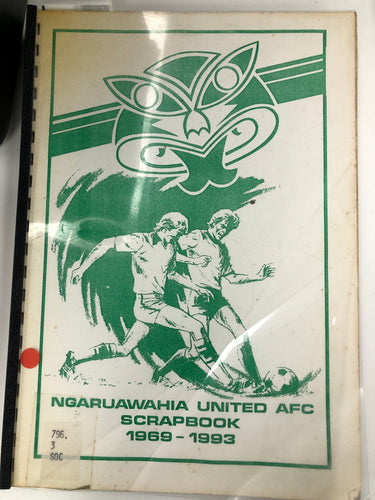 NGARUAWAHIA UNITED AFC
SCRAPBOOK
1969 - 1993
796.
3
SOC